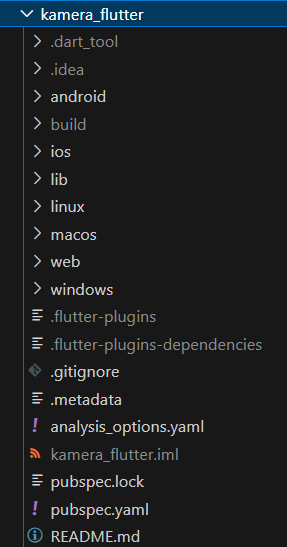 kamera_flutter
.dart_tool
.idea
android
build
ios
lib
linux
macos
web
windows
.flutter-plugins
.flutter-plugins-dependencies
.gitignore
.metadata
analysis_options.yaml
kamera_flutter.iml
pubspec.lock
pubspec.yaml
README.md